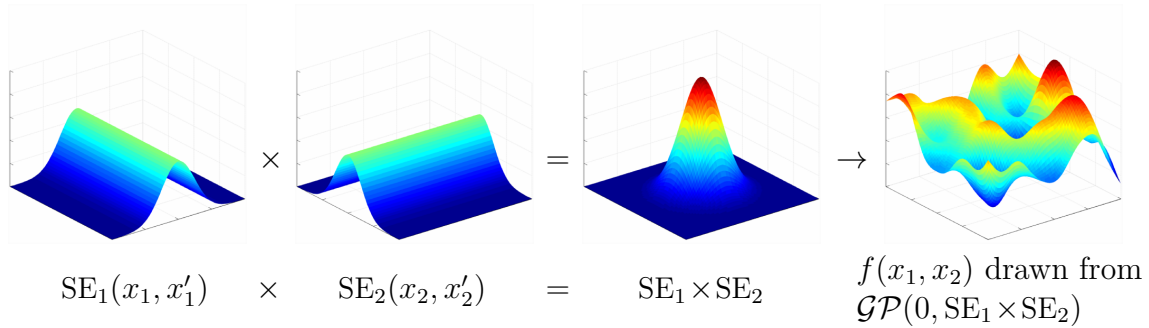 × = →
SE₁(x₁, x′₁) × SE₂(x₂, x′₂) = SE₁×SE₂ f(x₁, x₂) drawn from
𝒢𝒫(0, SE₁×SE₂)